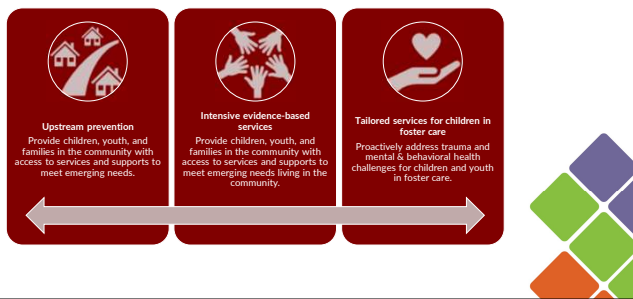 Upstream prevention
Provide children, youth, and
families in the community with
access to services and supports to
meet emerging needs.
Intensive evidence-based
services
Provide children, youth, and
families in the community with
access to services and supports to
meet emerging needs living in the
community.
Tailored services for children in
foster care
Proactively address trauma and
mental & behavioral health
challenges for children and youth
in foster care.